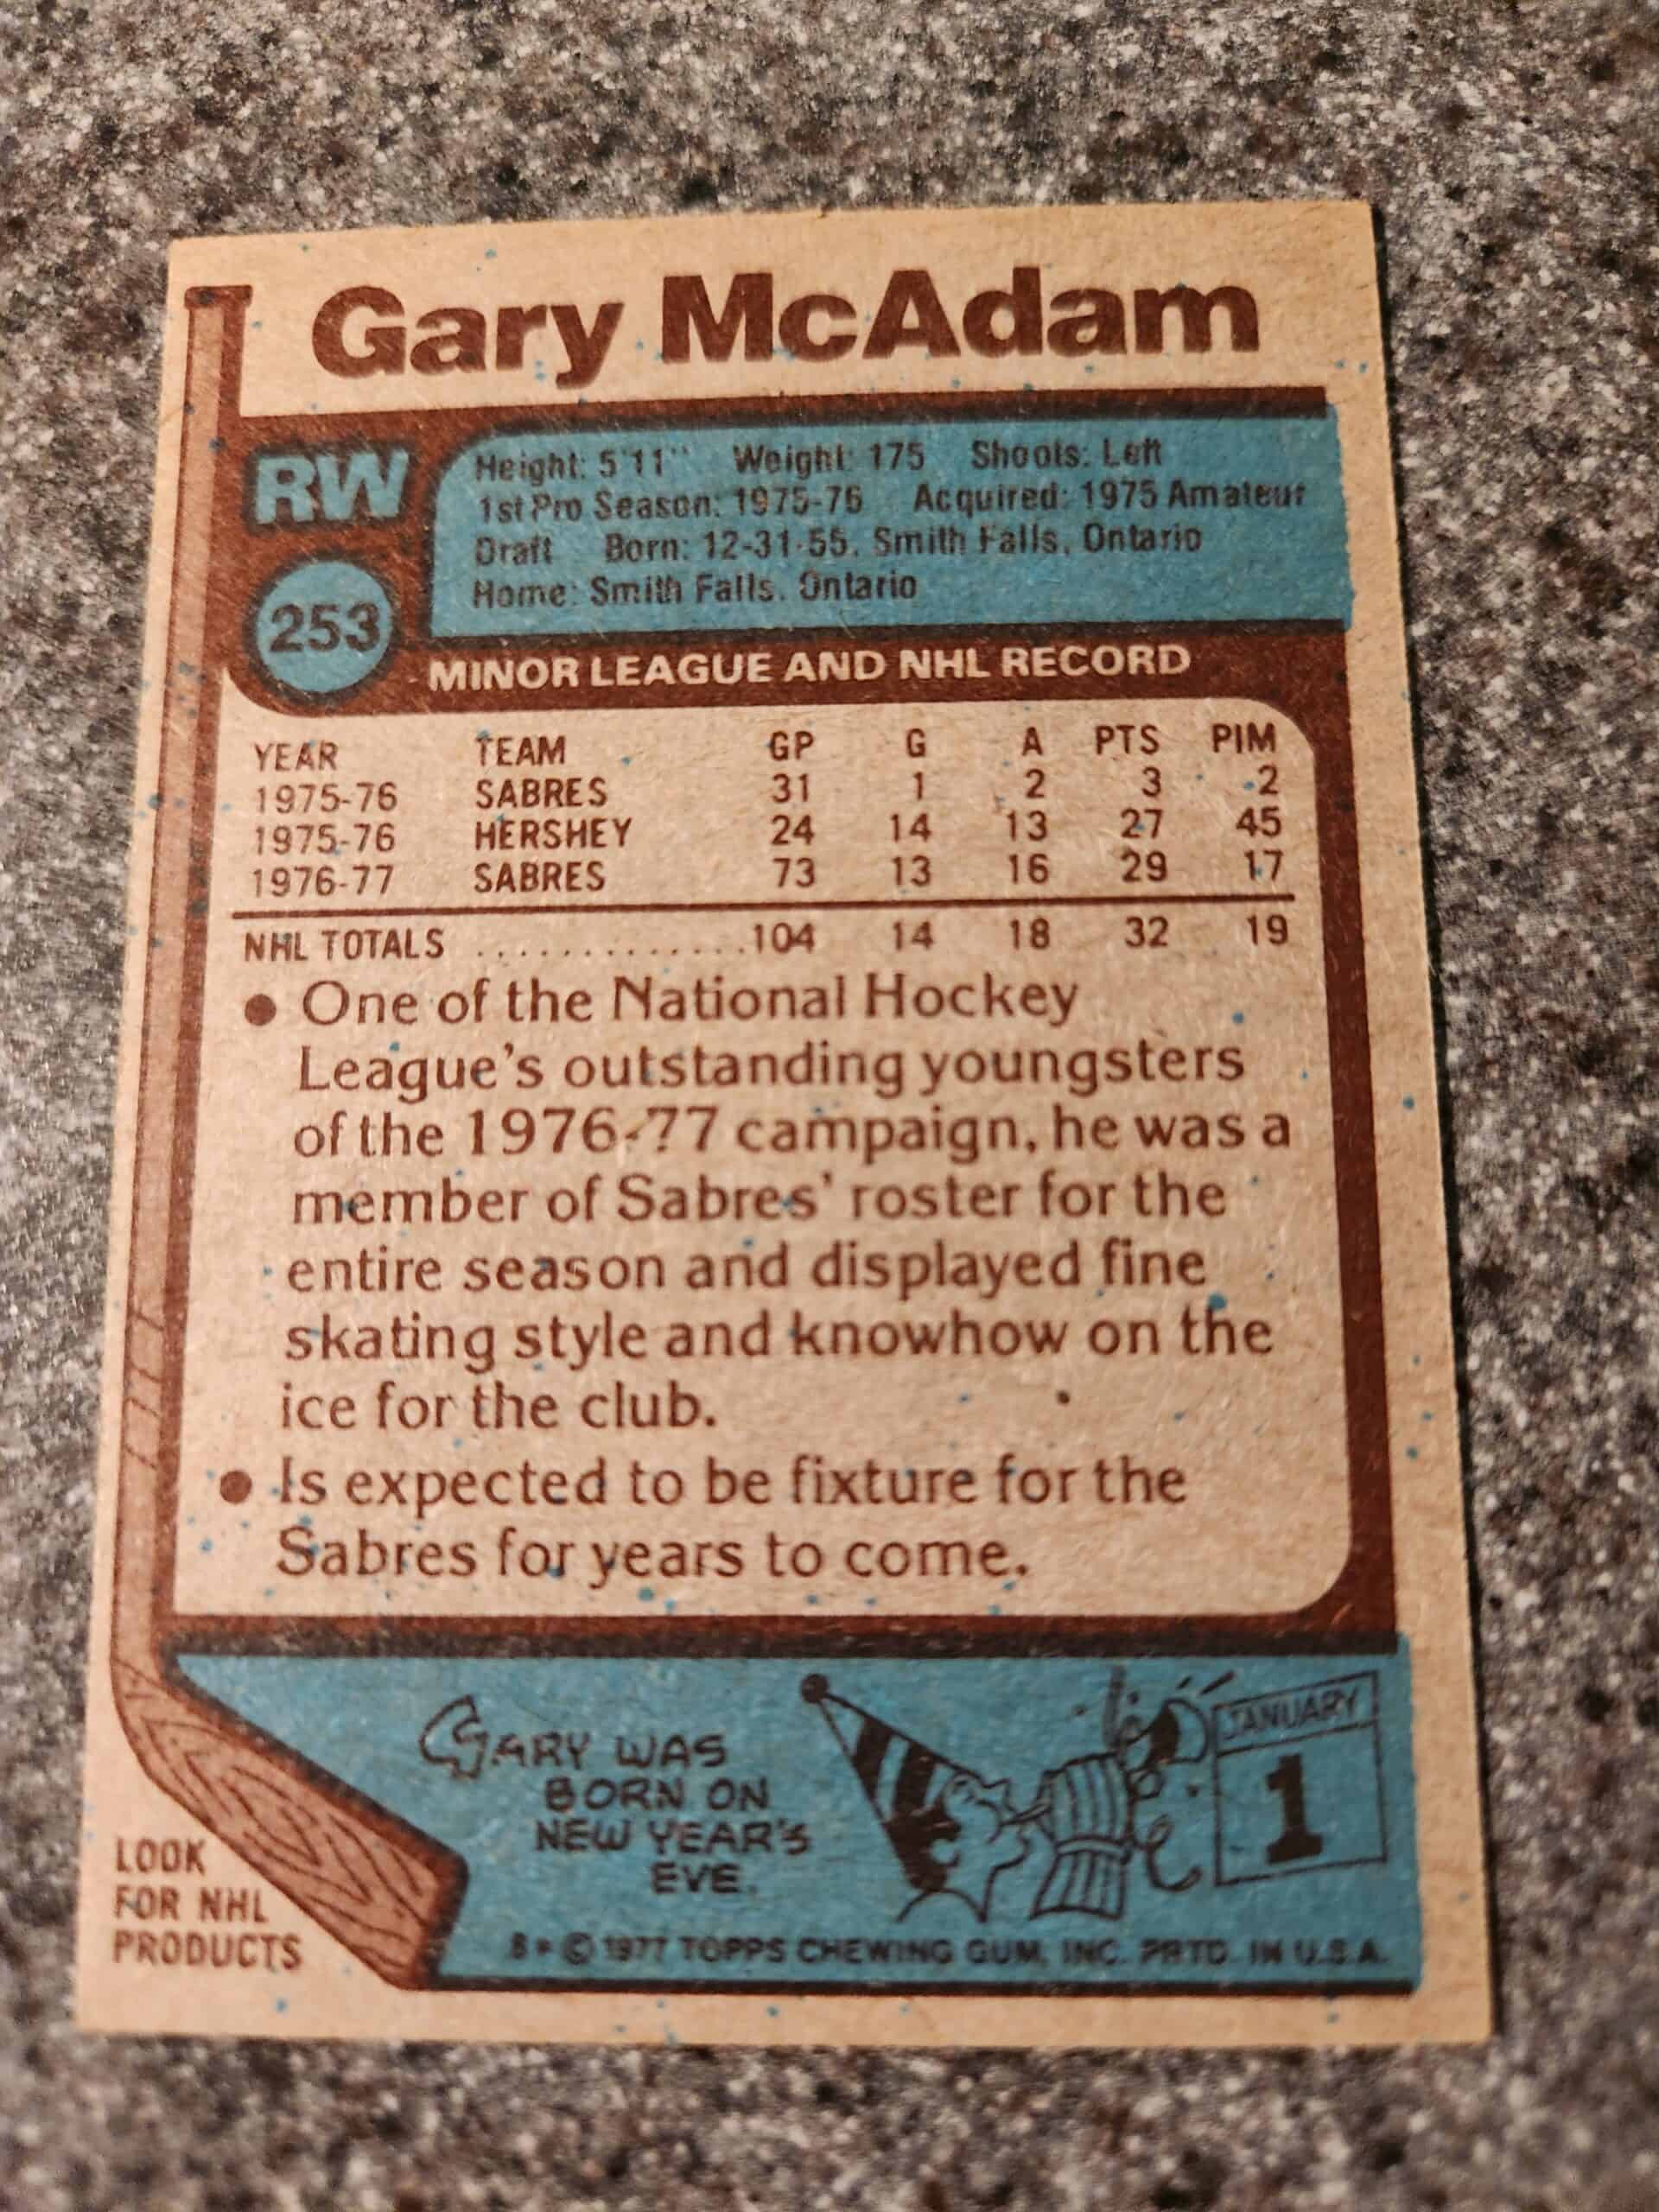 Gary McAdam
RW
Height: 5'11" Weight: 175 Shoots: Left
1st Pro Season: 1975-76 Acquired: 1975 Amateur
Draft Born: 12-31-55, Smith Falls, Ontario
Home: Smith Falls, Ontario
253
MINOR LEAGUE AND NHL RECORD
YEAR TEAM GP G A PTS PIM
1975-76 SABRES 31 1 2 3 2
1975-76 HERSHEY 24 14 13 27 45
1976-77 SABRES 73 13 16 29 17
NHL TOTALS ..............104 14 18 32 19
● One of the National Hockey
League's outstanding youngsters
of the 1976-77 campaign, he was a
member of Sabres' roster for the
entire season and displayed fine
skating style and knowhow on the
ice for the club.
● Is expected to be fixture for the
Sabres for years to come.
GARY WAS
BORN ON
NEW YEAR'S
EVE.
JANUARY
1
LOOK
FOR NHL
PRODUCTS
B * © 1977 TOPPS CHEWING GUM, INC. PRTD. IN U.S.A.